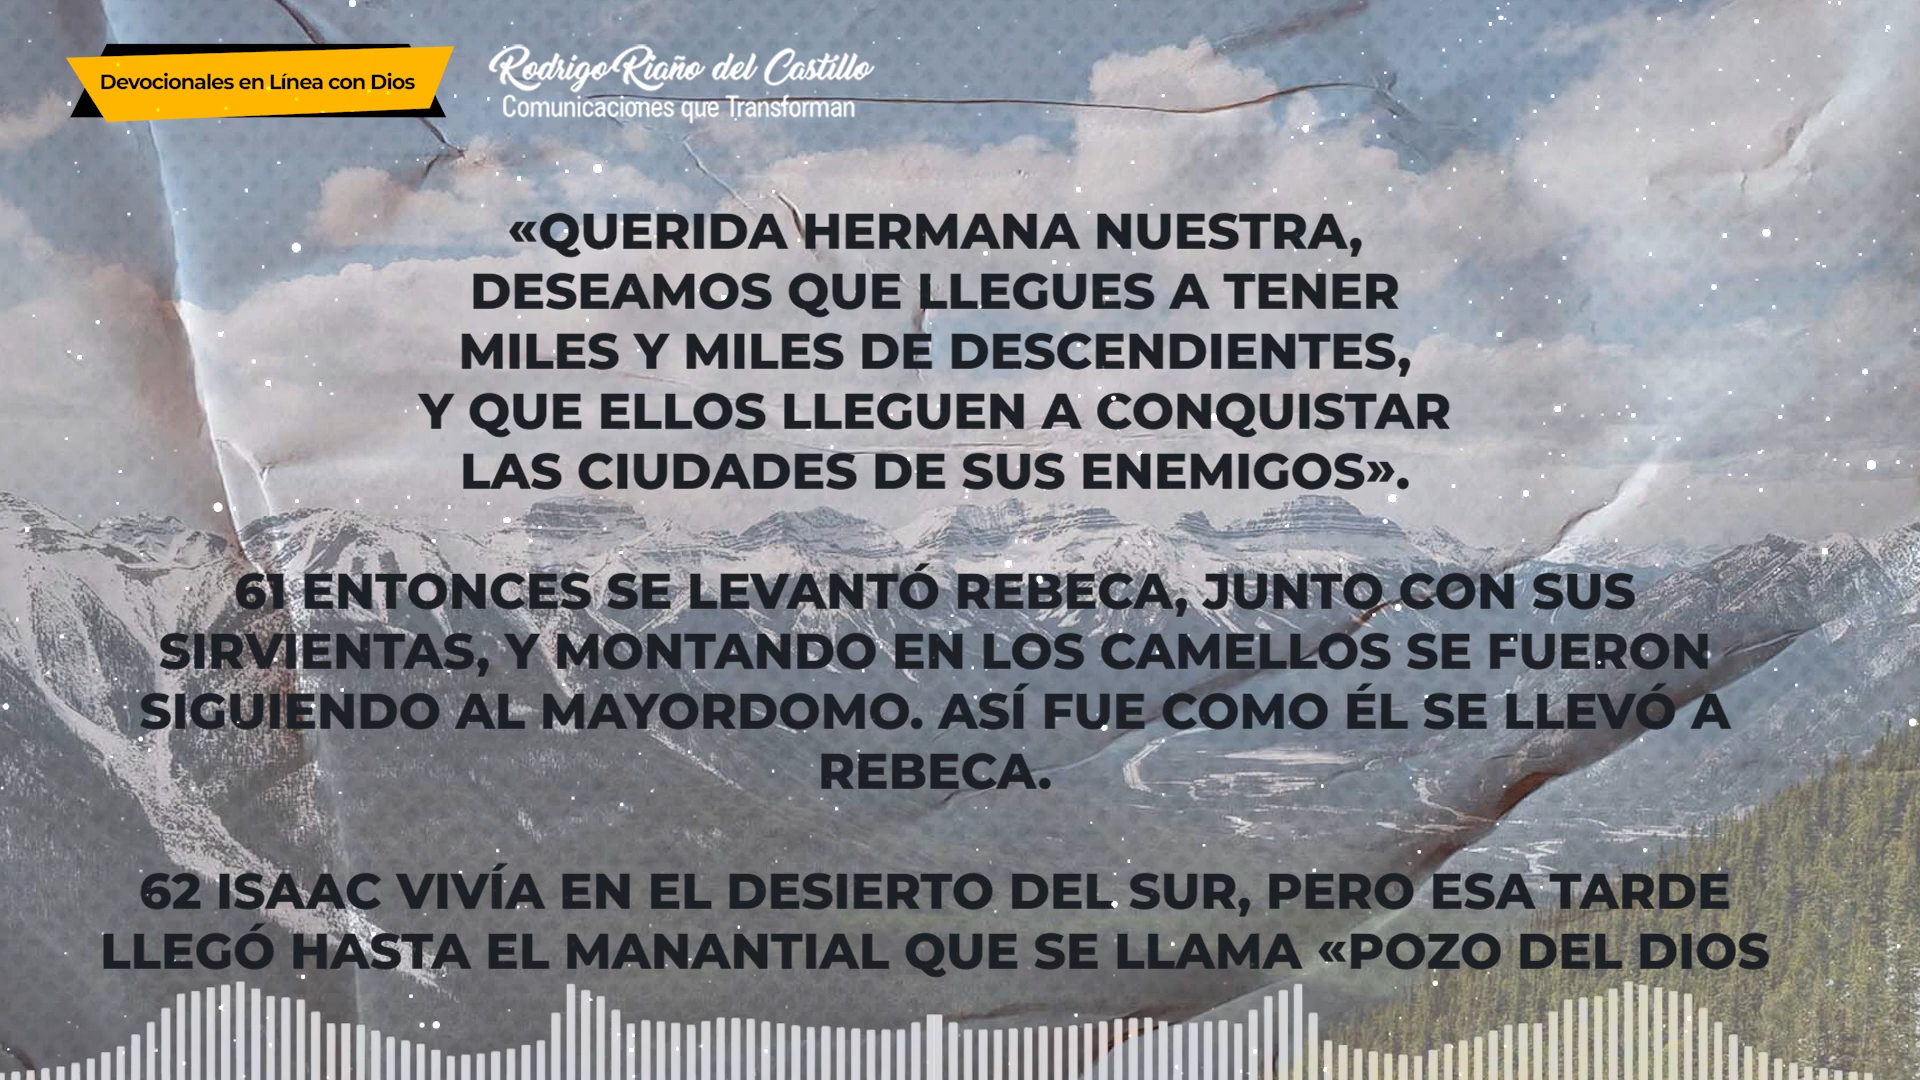 Devocionales en Línea con Dios
Rodrigo Riaño del Castillo
Comunicaciones que Transforman
«QUERIDA HERMANA NUESTRA,
DESEAMOS QUE LLEGUES A TENER
MILES Y MILES DE DESCENDIENTES,
Y QUE ELLOS LLEGUEN A CONQUISTAR
LAS CIUDADES DE SUS ENEMIGOS».
61 ENTONCES SE LEVANTÓ REBECA, JUNTO CON SUS
SIRVIENTAS, Y MONTANDO EN LOS CAMELLOS SE FUERON
SIGUIENDO AL MAYORDOMO. ASÍ FUE COMO ÉL SE LLEVÓ A
REBECA.
62 ISAAC VIVÍA EN EL DESIERTO DEL SUR, PERO ESA TARDE
LLEGÓ HASTA EL MANANTIAL QUE SE LLAMA «POZO DEL DIOS